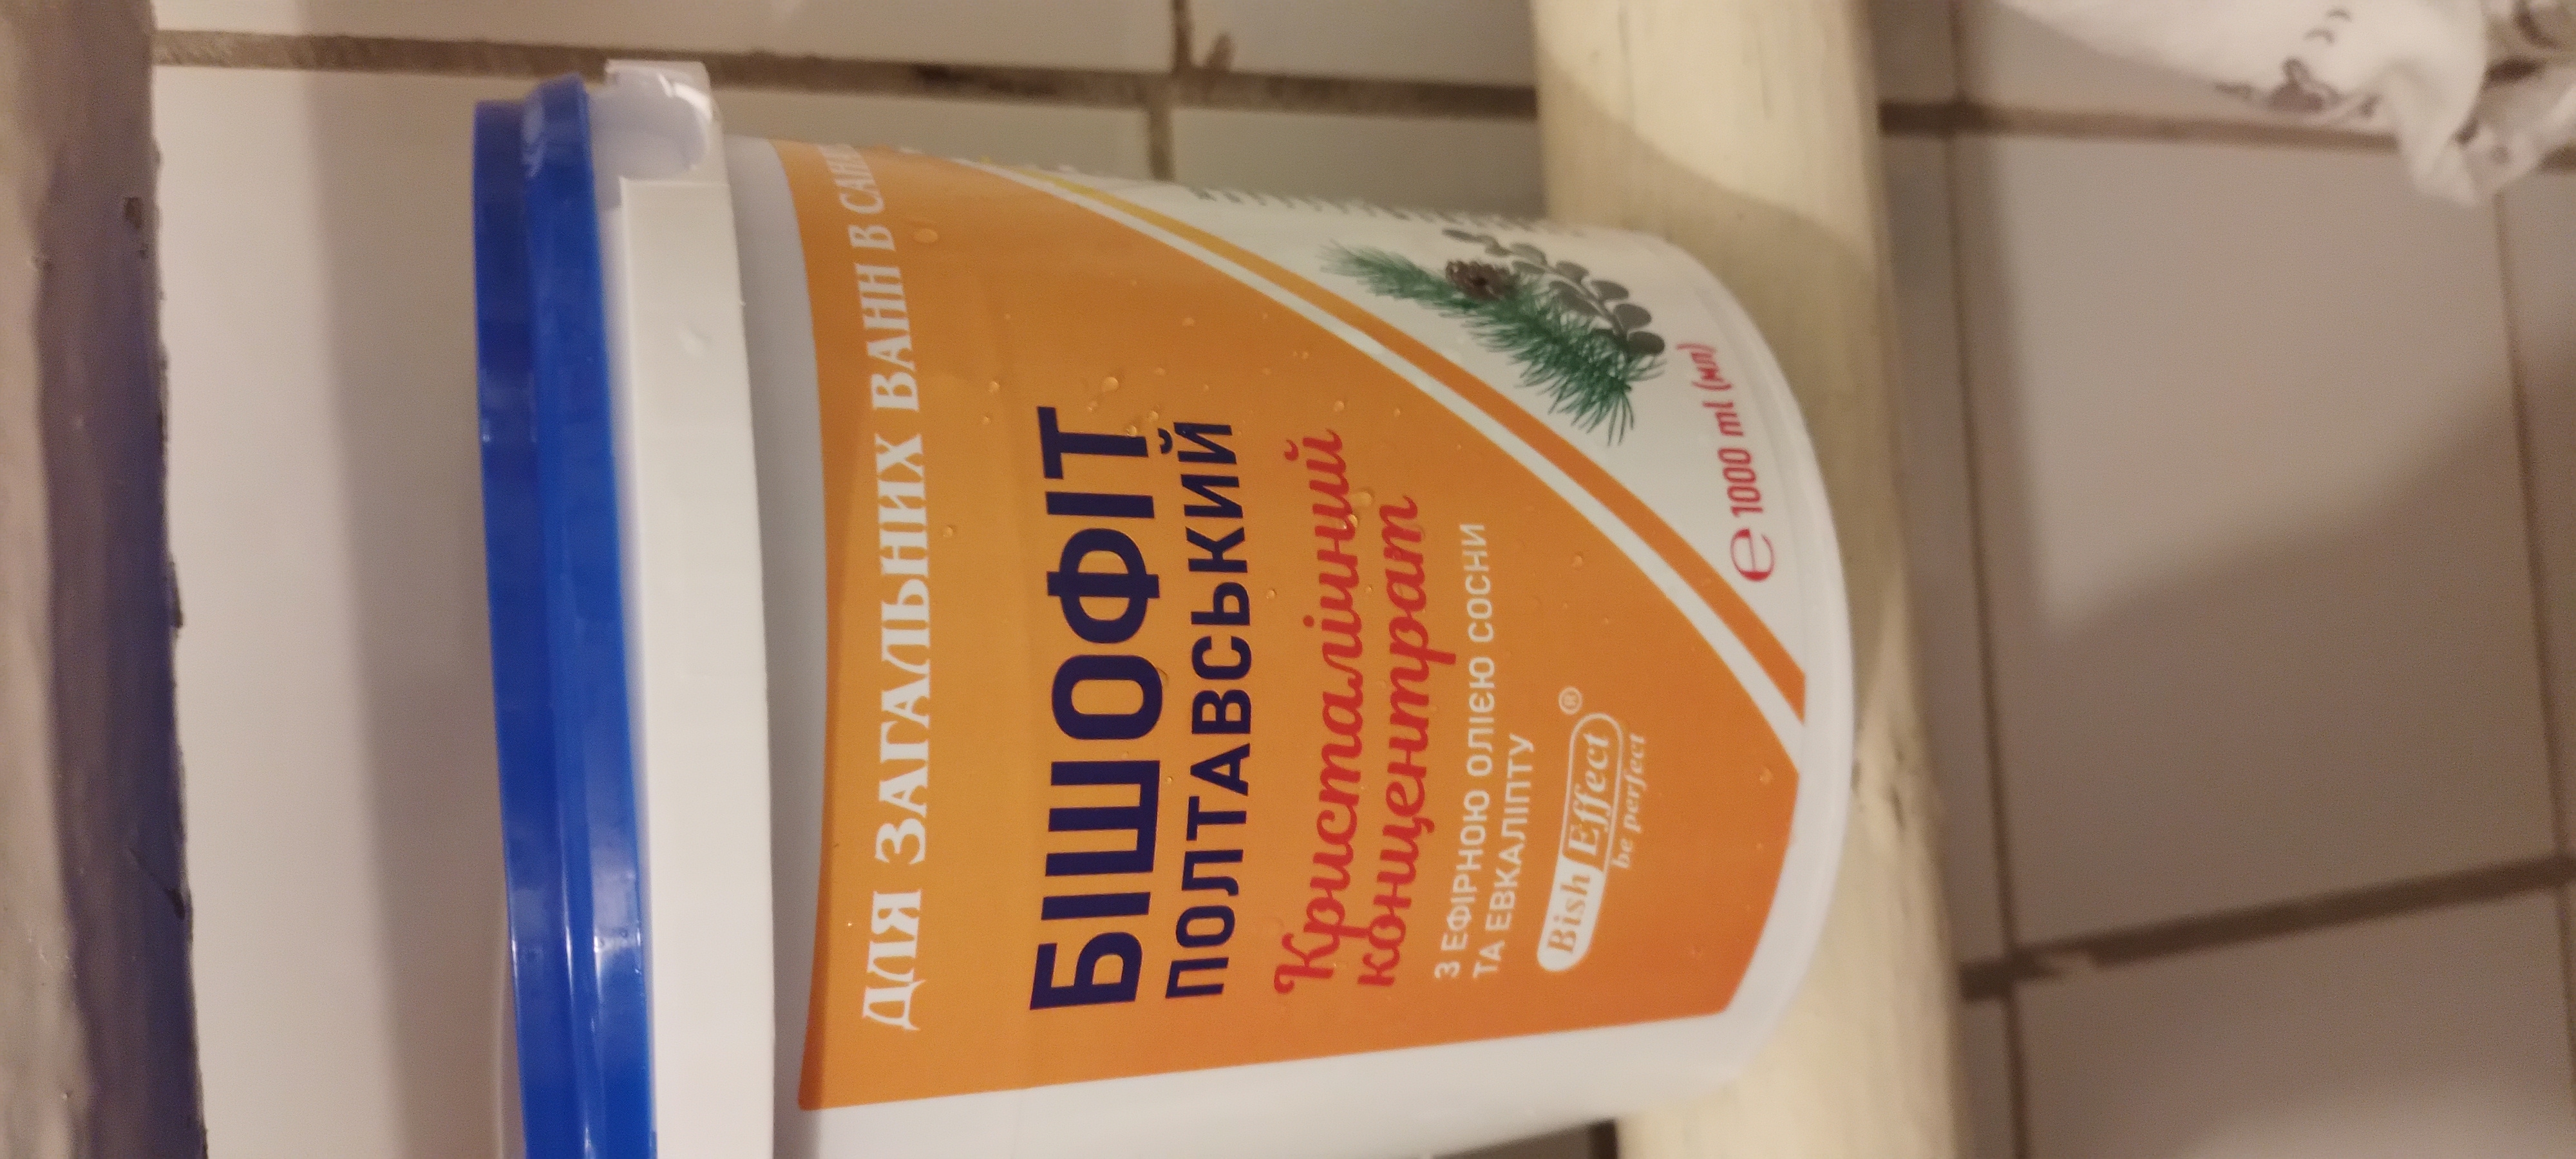 ДЛЯ ЗАГАЛЬНИХ ВАНН В
БІШОФІТ
ПОЛТАВСЬКИЙ
Кристалічний
концентрат
З ЕФІРНОЮ ОЛІЄЮ СОСНИ
ТА ЕВКАЛІПТУ
Bish Effect ®
be perfect
℮ 1000 ml (мл)